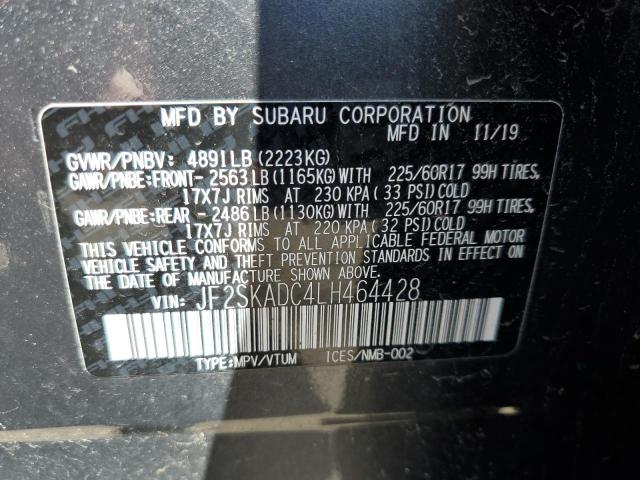 MFD BY SUBARU CORPORATION
MFD IN 11/19
GVWR/PNBV: 4891LB (2223KG)
GAWR/PNBE:FRONT- 2563LB (1165KG) WITH 225/60R17 99H TIRES,
17X7J RIMS AT 230 KPA (33 PSI) COLD
GAWR/PNBE:REAR - 2486LB (1130KG) WITH 225/60R17 99H TIRES,
17X7J RIMS AT 220 KPA (32 PSI) COLD
THIS VEHICLE CONFORMS TO ALL APPLICABLE FEDERAL MOTOR
VEHICLE SAFETY AND THEFT PREVENTION STANDARDS IN EFFECT
ON THE DATE OF MANUFACTURE SHOWN ABOVE.
VIN: JF2SKADC4LH464428
TYPE:MPV/VTUM ICES/NMB-002